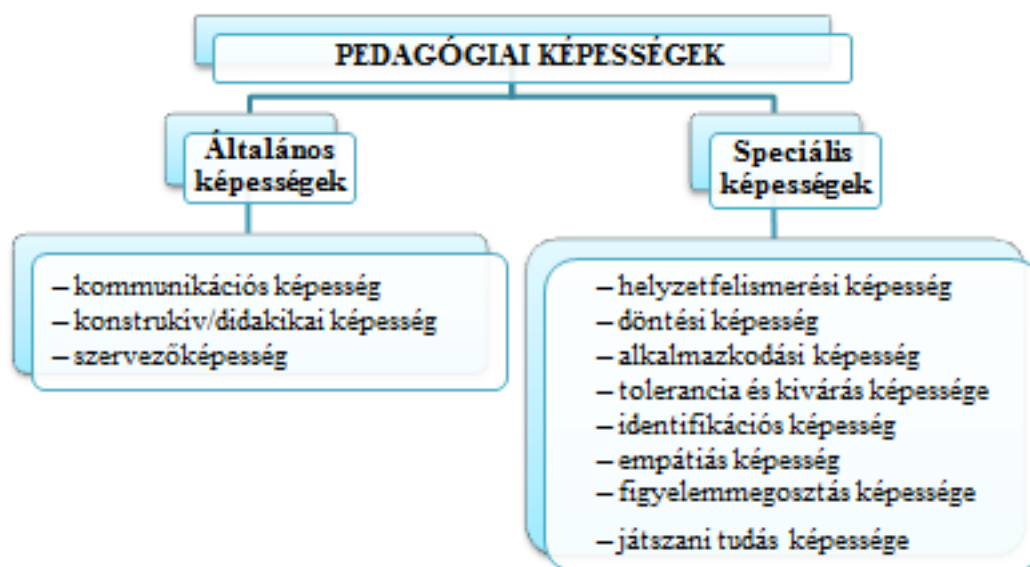 PEDAGÓGIAI KÉPESSÉGEK
Általános
képességek
Speciális
képességek
– kommunikációs képesség
– konstrukív/didakikai képesség
– szervezőképesség
– helyzetfelismerési képesség
– döntési képesség
– alkalmazkodási képesség
– tolerancia és kivárás képessége
– identifikációs képesség
– empátiás képesség
– figyelemmegosztás képessége
– játszani tudás képessége